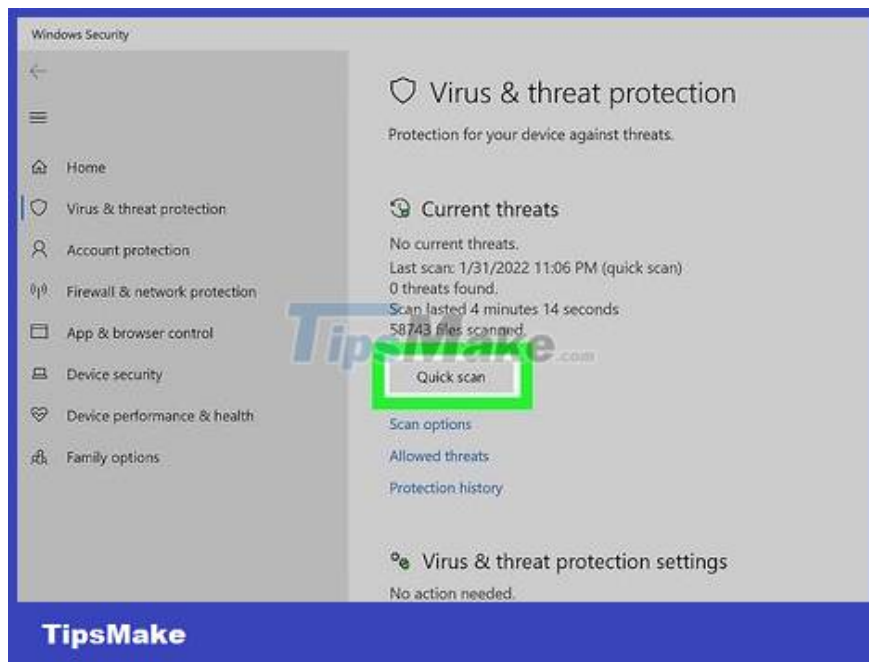 Windows Security
Home
Virus & threat protection
Account protection
Firewall & network protection
App & browser control
Device security
Device performance & health
Family options
Virus & threat protection
Protection for your device against threats.
Current threats
No current threats.
Last scan: 1/31/2022 11:06 PM (quick scan)
0 threats found.
Scan lasted 4 minutes 14 seconds
58743 files scanned.
TipsMake.com
Quick scan
Scan options
Allowed threats
Protection history
Virus & threat protection settings
No action needed.
TipsMake